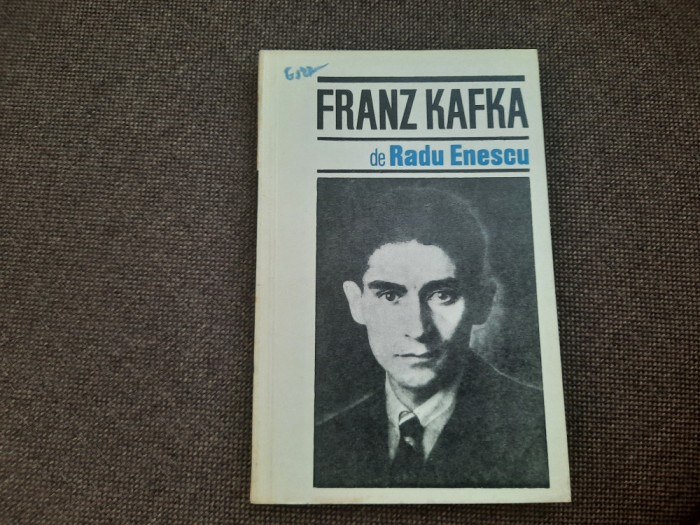 FRANZ KAFKA
de Radu Enescu